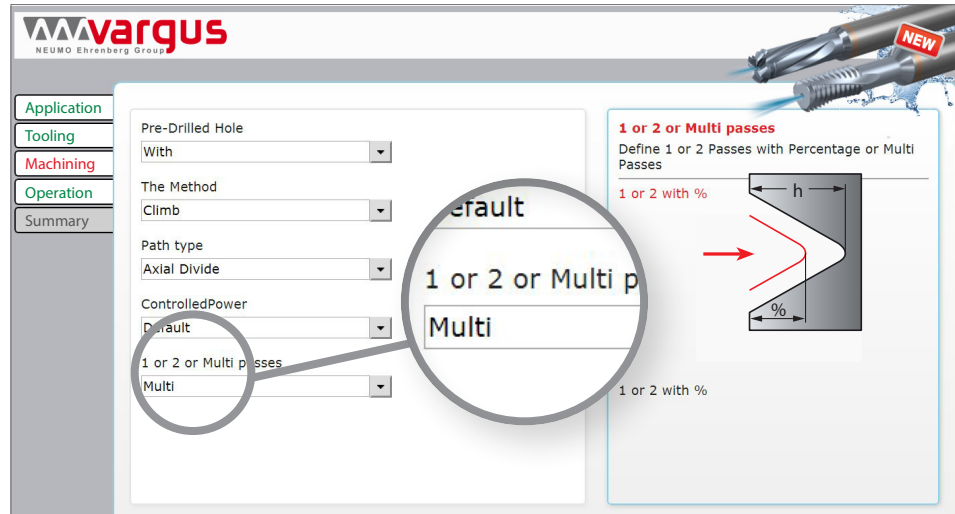 vargus
NEUMO Ehrenberg Group
NEW
Application
Tooling
Machining
Operation
Summary
Pre-Drilled Hole
With
The Method
Climb
Path type
Axial Divide
ControlledPower
Default
1 or 2 or Multi passes
Multi
efault
1 or 2 or Multi p
Multi
1 or 2 or Multi passes
Define 1 or 2 Passes with Percentage or Multi
Passes
1 or 2 with %
h
%
1 or 2 with %